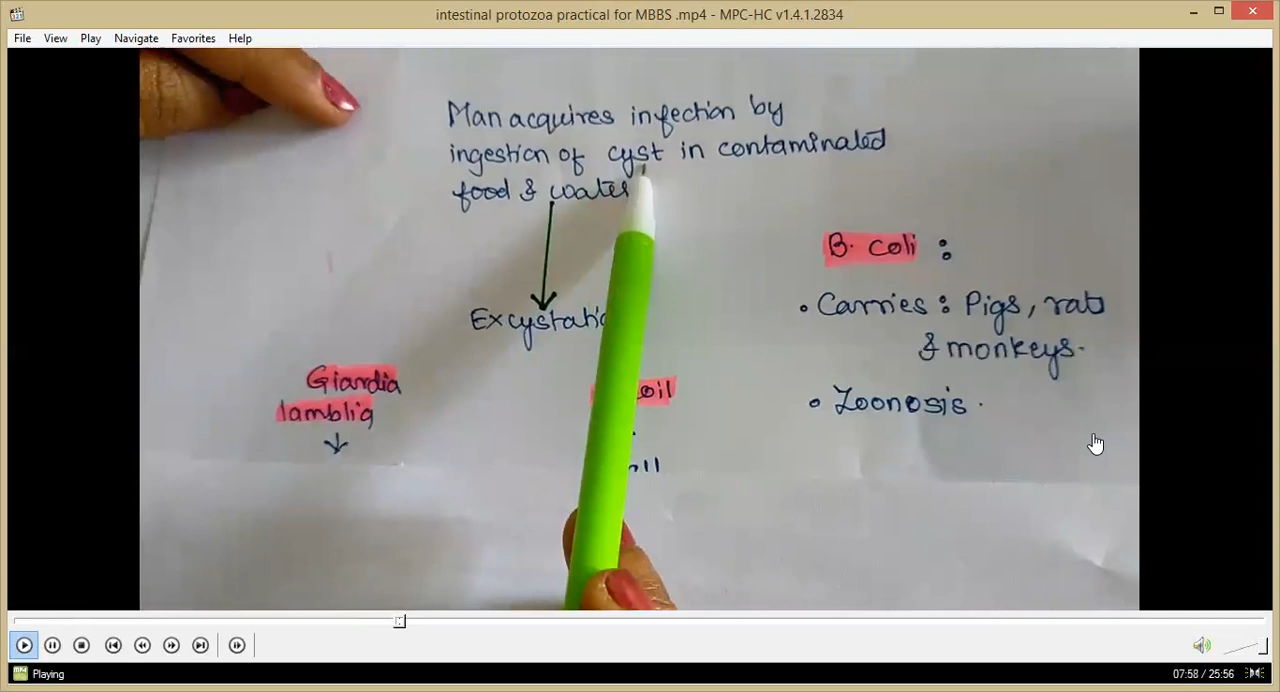 intestinal protozoa practical for MBBS .mp4 - MPC-HC v1.4.1.2834
File View Play Navigate Favorites Help
Man acquires infection by
ingestion of cyst in contaminated
food & water
Excystatio
B. coli :
• Carries : Pigs, rats
& monkeys.
• Zoonosis.
Giardia
lamblia
oil
Playing
07:58 / 25:56